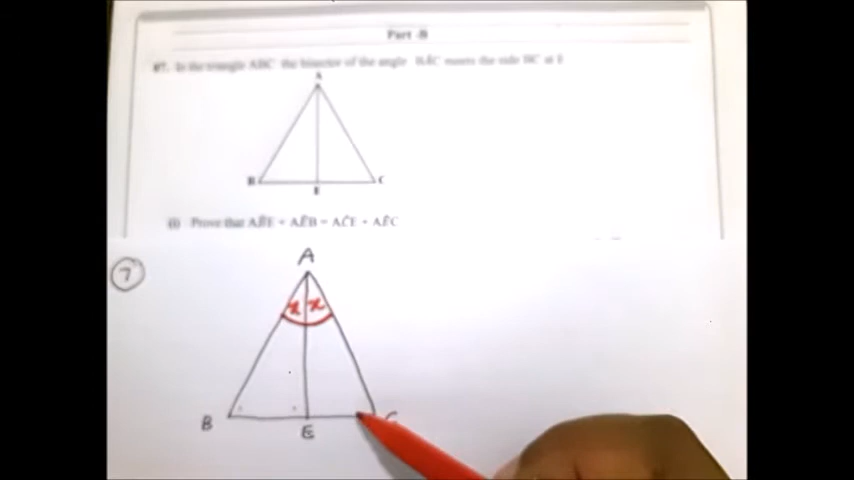 Part -B
07. In the triangle ABC the bisector of the angle BÂC meets the side BC at E
A
B
C
E
(i) Prove that AB̂E + AÊB = AĈE + AÊC
7
A
x x
B
E
C